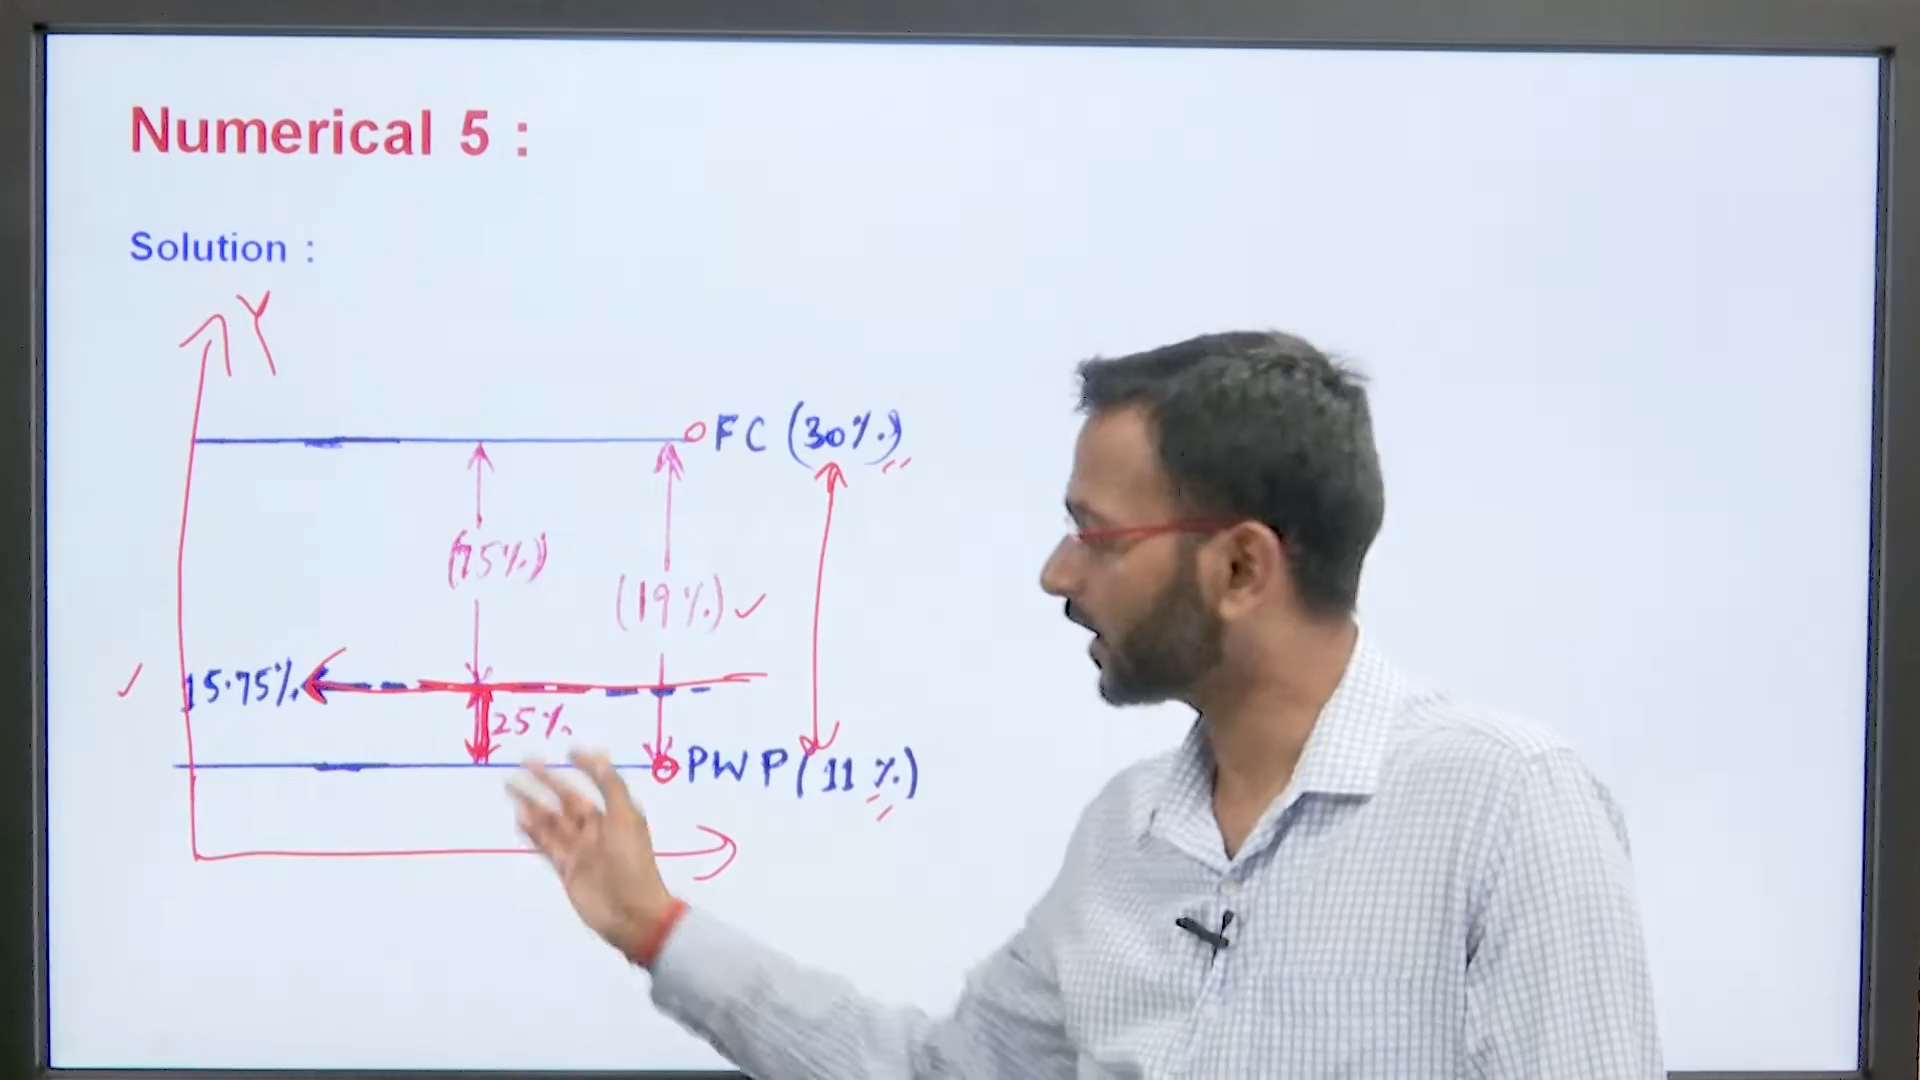 Numerical 5 :
Solution :
Y
FC (30%)
(75%)
(19%)
15.75%
25%
PWP (11%)